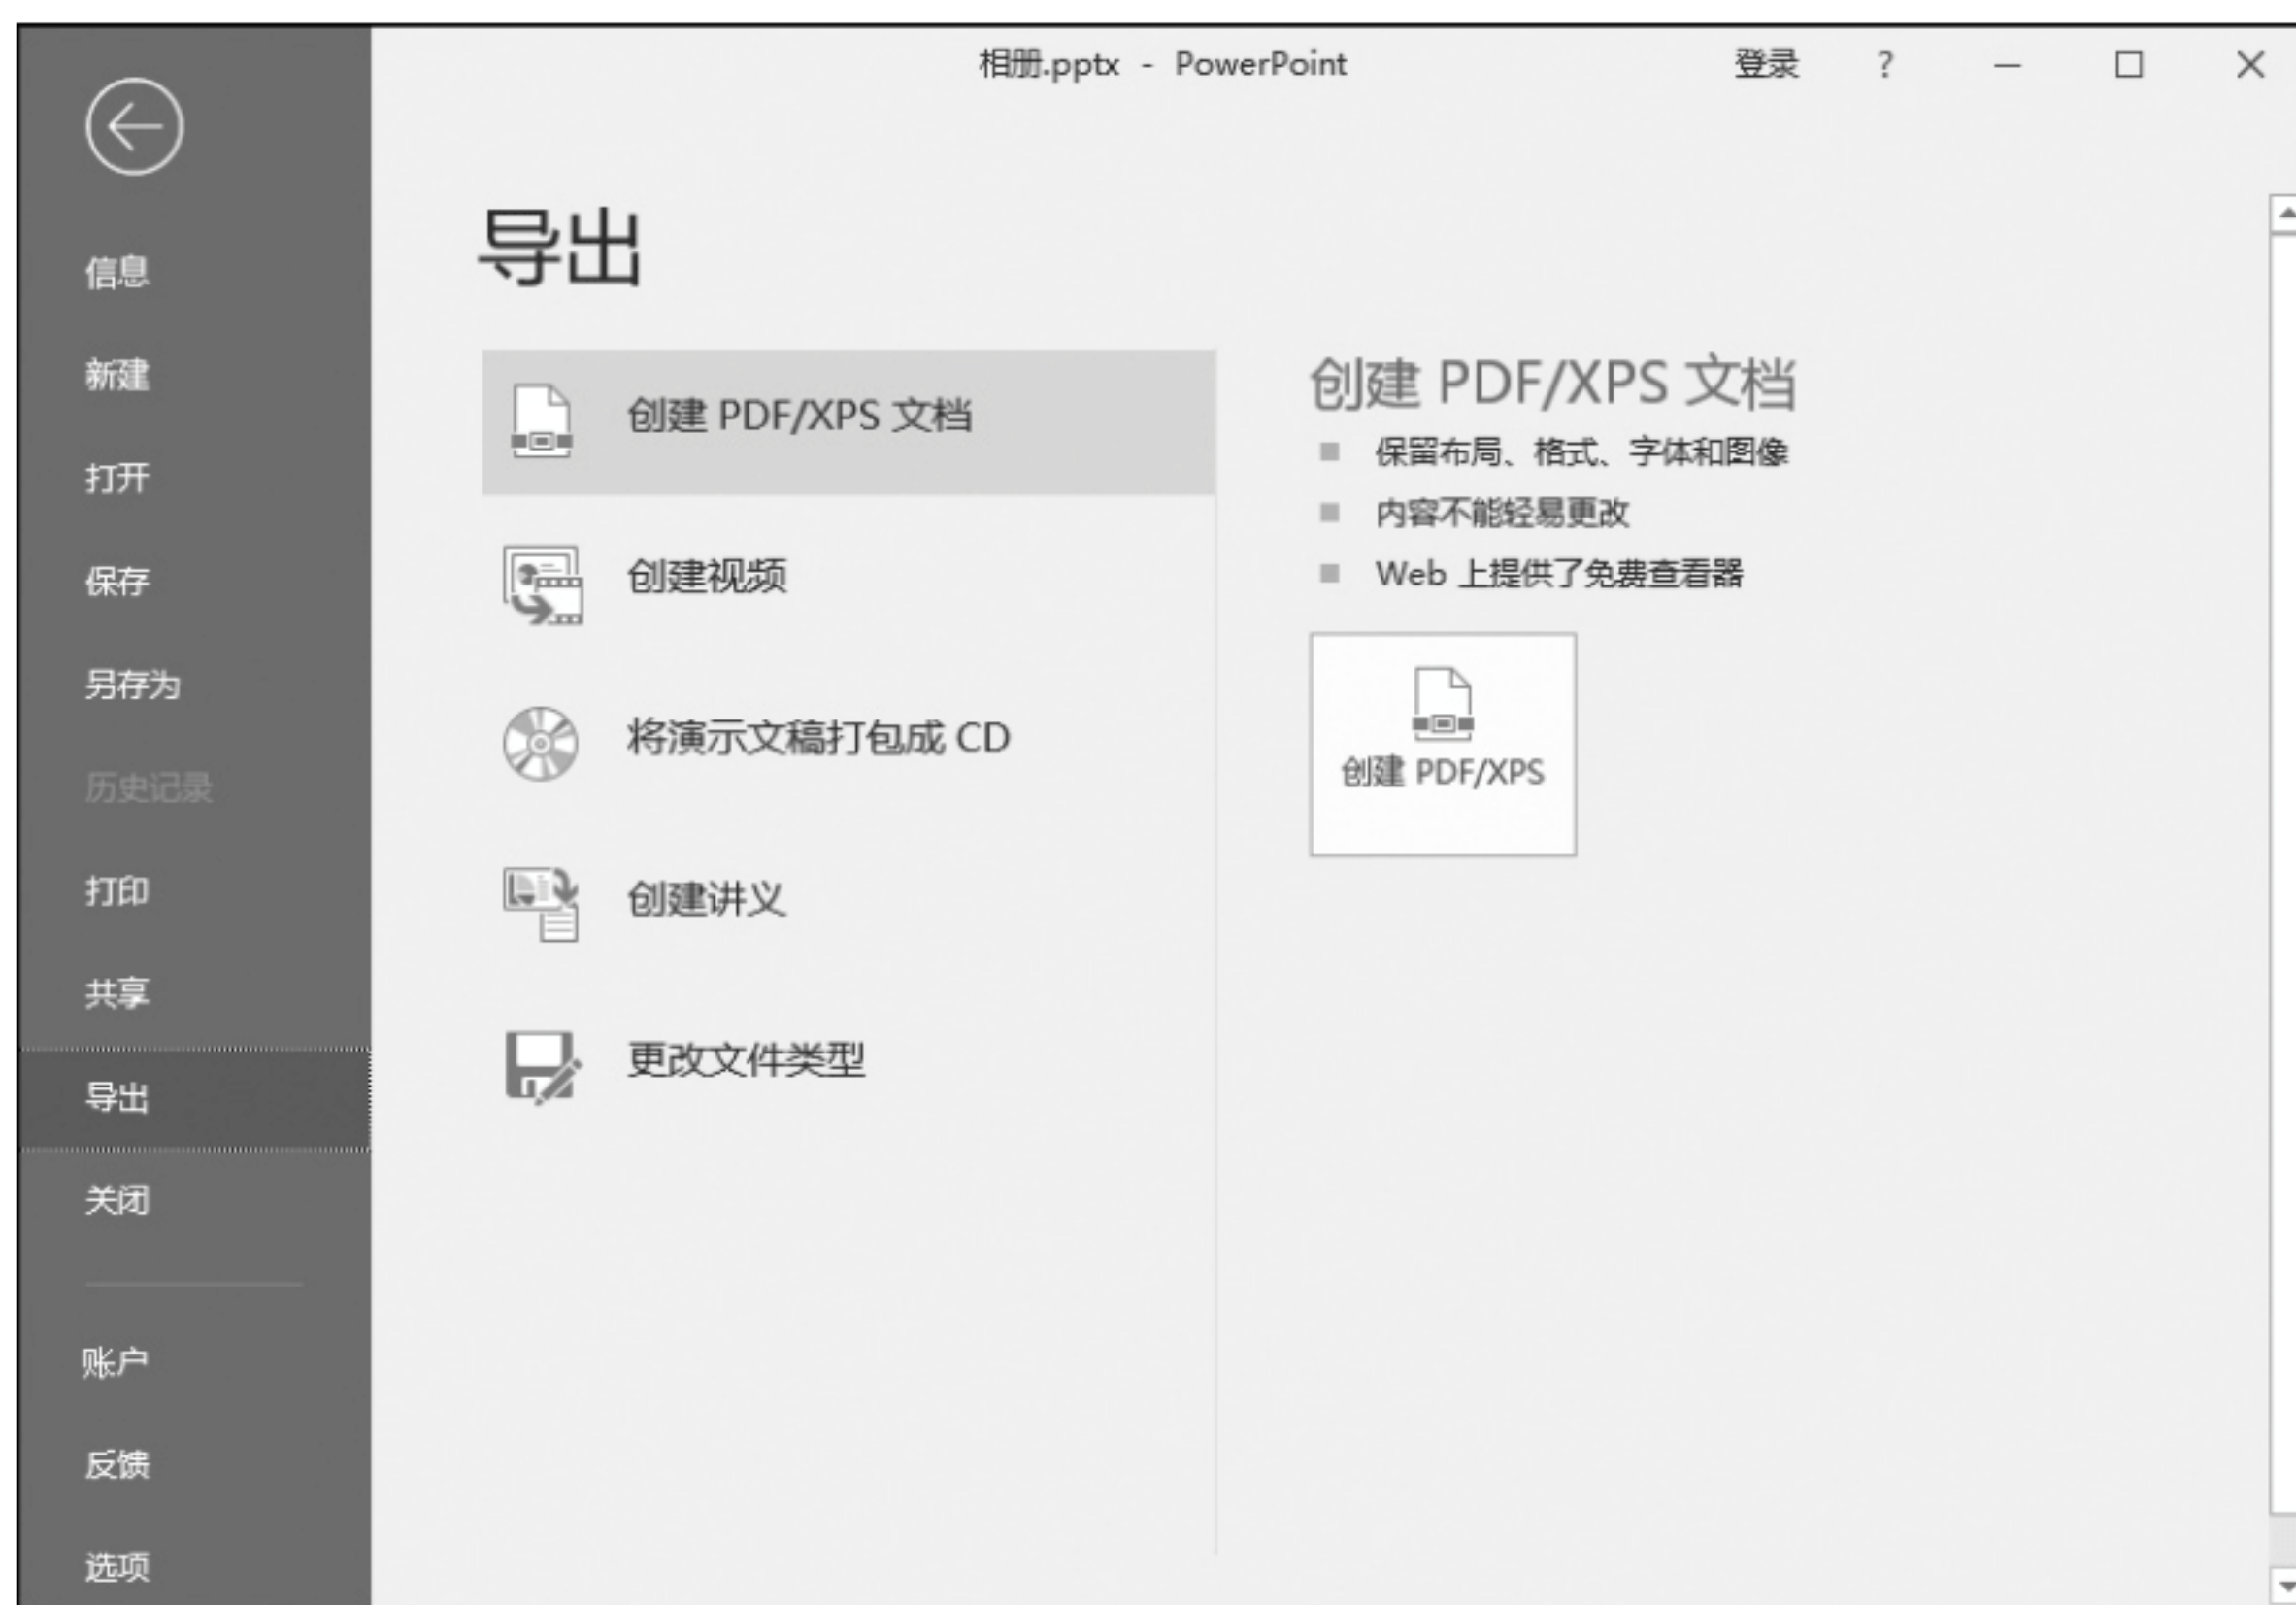 相册.pptx - PowerPoint
登录 ?
信息
新建
打开
保存
另存为
历史记录
打印
共享
导出
关闭
账户
反馈
选项
导出
创建 PDF/XPS 文档
创建视频
将演示文稿打包成 CD
创建讲义
更改文件类型
创建 PDF/XPS 文档
保留布局、格式、字体和图像
内容不能轻易更改
Web 上提供了免费查看器
创建 PDF/XPS